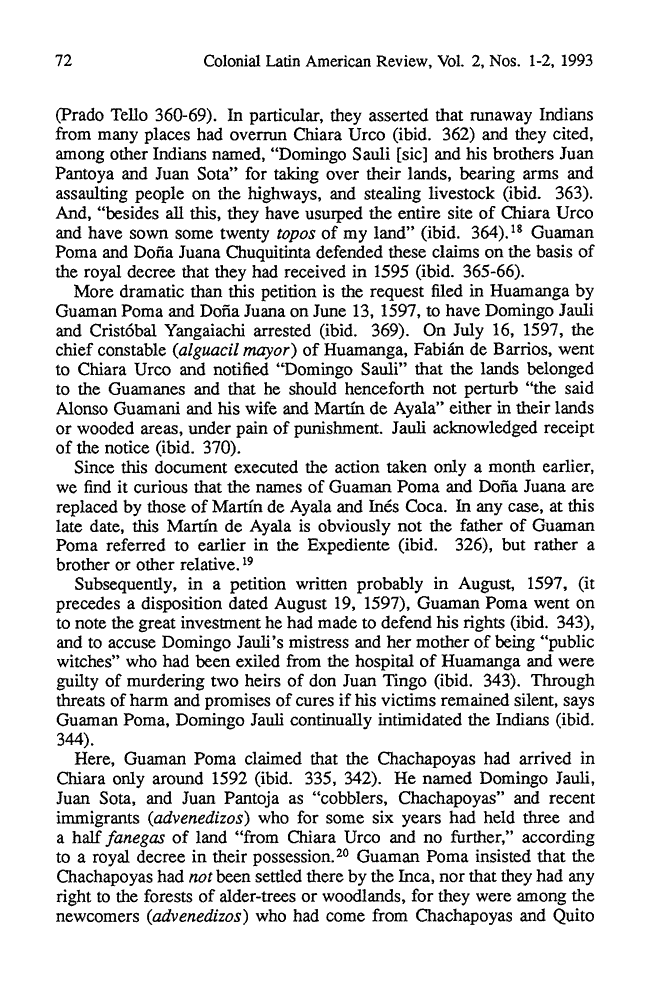 72 Colonial Latin American Review, Vol. 2, Nos. 1-2, 1993
(Prado Tello 360-69). In particular, they asserted that runaway Indians
from many places had overrun Chiara Urco (ibid. 362) and they cited,
among other Indians named, “Domingo Sauli [sic] and his brothers Juan
Pantoya and Juan Sota” for taking over their lands, bearing arms and
assaulting people on the highways, and stealing livestock (ibid. 363).
And, “besides all this, they have usurped the entire site of Chiara Urco
and have sown some twenty topos of my land” (ibid. 364).18 Guaman
Poma and Doña Juana Chuquitinta defended these claims on the basis of
the royal decree that they had received in 1595 (ibid. 365-66).
More dramatic than this petition is the request filed in Huamanga by
Guaman Poma and Doña Juana on June 13, 1597, to have Domingo Jauli
and Cristóbal Yangaiachi arrested (ibid. 369). On July 16, 1597, the
chief constable (alguacil mayor) of Huamanga, Fabián de Barrios, went
to Chiara Urco and notified “Domingo Sauli” that the lands belonged
to the Guamanes and that he should henceforth not perturb “the said
Alonso Guamani and his wife and Martín de Ayala” either in their lands
or wooded areas, under pain of punishment. Jauli acknowledged receipt
of the notice (ibid. 370).
Since this document executed the action taken only a month earlier,
we find it curious that the names of Guaman Poma and Doña Juana are
replaced by those of Martín de Ayala and Inés Coca. In any case, at this
late date, this Martín de Ayala is obviously not the father of Guaman
Poma referred to earlier in the Expediente (ibid. 326), but rather a
brother or other relative.19
Subsequently, in a petition written probably in August, 1597, (it
precedes a disposition dated August 19, 1597), Guaman Poma went on
to note the great investment he had made to defend his rights (ibid. 343),
and to accuse Domingo Jauli’s mistress and her mother of being “public
witches” who had been exiled from the hospital of Huamanga and were
guilty of murdering two heirs of don Juan Tingo (ibid. 343). Through
threats of harm and promises of cures if his victims remained silent, says
Guaman Poma, Domingo Jauli continually intimidated the Indians (ibid.
344).
Here, Guaman Poma claimed that the Chachapoyas had arrived in
Chiara only around 1592 (ibid. 335, 342). He named Domingo Jauli,
Juan Sota, and Juan Pantoja as “cobblers, Chachapoyas” and recent
immigrants (advenedizos) who for some six years had held three and
a half fanegas of land “from Chiara Urco and no further,” according
to a royal decree in their possession.20 Guaman Poma insisted that the
Chachapoyas had not been settled there by the Inca, nor that they had any
right to the forests of alder-trees or woodlands, for they were among the
newcomers (advenedizos) who had come from Chachapoyas and Quito